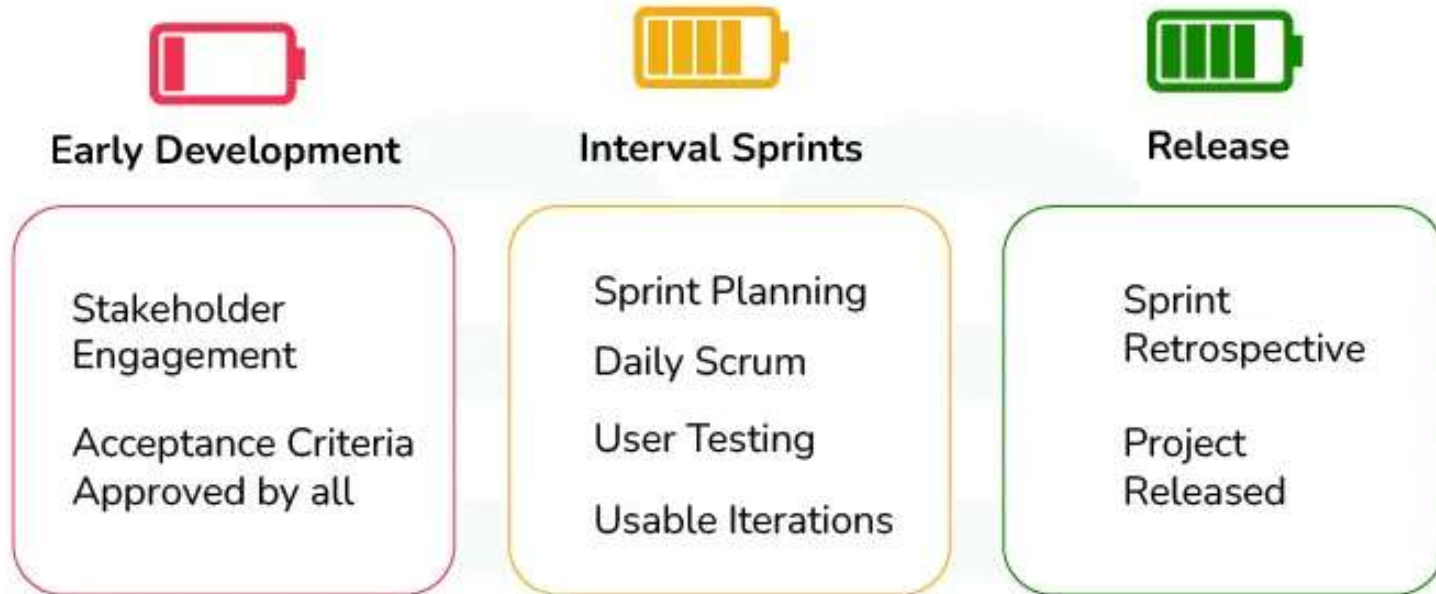 Early Development
Stakeholder
Engagement
Acceptance Criteria
Approved by all
Interval Sprints
Sprint Planning
Daily Scrum
User Testing
Usable Iterations
Release
Sprint
Retrospective
Project
Released